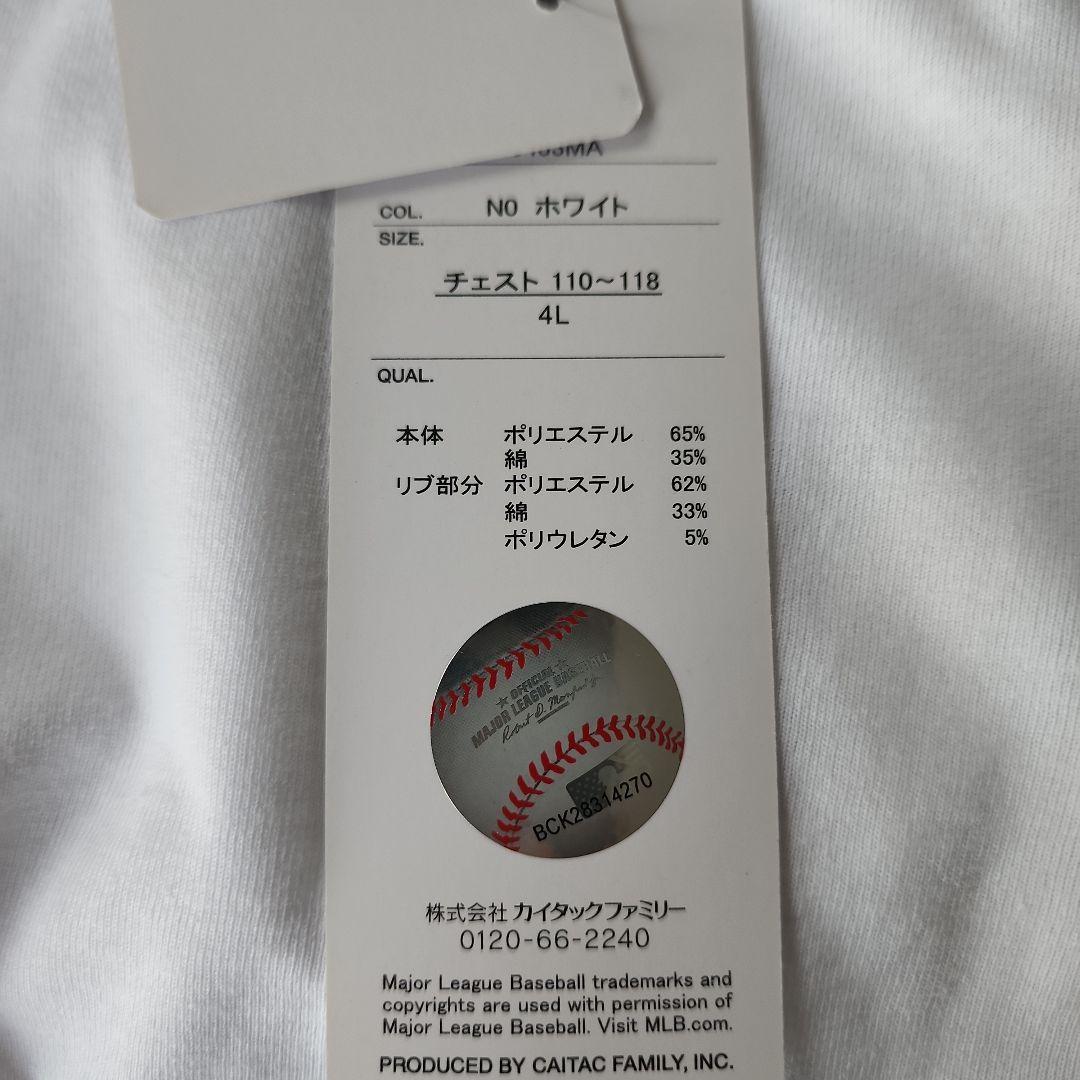 COL. N0 ホワイト
SIZE.
チェスト 110～118
4L
QUAL.
本体 ポリエステル 65%
綿 35%
リブ部分 ポリエステル 62%
綿 33%
ポリウレタン 5%
OFFICIAL
MAJOR LEAGUE BASEBALL
BCK28314270
株式会社 カイタックファミリー
0120-66-2240
Major League Baseball trademarks and
copyrights are used with permission of
Major League Baseball. Visit MLB.com.
PRODUCED BY CAITAC FAMILY, INC.